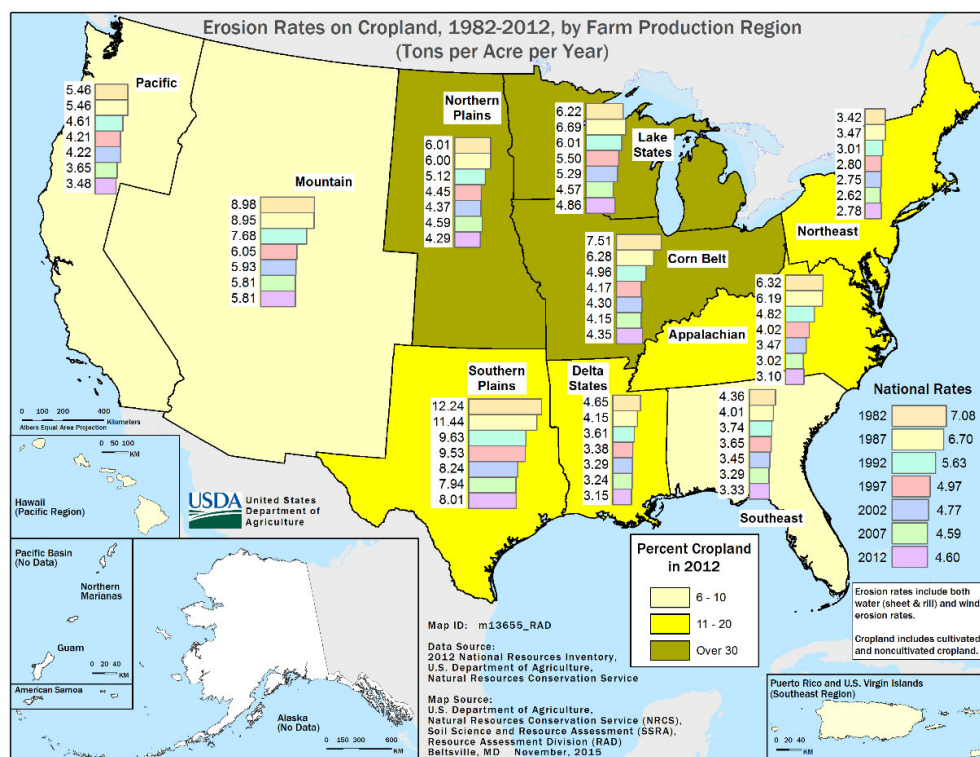 Erosion Rates on Cropland, 1982-2012, by Farm Production Region
(Tons per Acre per Year)
Pacific
5.46
5.46
4.61
4.21
4.22
3.65
3.48
Mountain
8.98
8.95
7.68
6.05
5.93
5.81
5.81
Northern
Plains
6.01
6.00
5.12
4.45
4.37
4.59
4.29
Lake
States
6.22
6.69
6.01
5.50
5.29
4.57
4.86
Corn Belt
7.51
6.28
4.96
4.17
4.30
4.15
4.35
3.42
3.47
3.01
2.80
2.75
2.62
2.78
Northeast
Appalachian
6.32
6.19
4.82
4.02
3.47
3.02
3.10
Southern
Plains
12.24
11.44
9.63
9.53
8.24
7.94
8.01
Delta
States
4.65
4.15
3.61
3.38
3.29
3.24
3.15
4.36
4.01
3.74
3.65
3.45
3.29
3.33
Southeast
National Rates
1982 7.08
1987 6.70
1992 5.63
1997 4.97
2002 4.77
2007 4.59
2012 4.60
0 100 200 400
Kilometers
Albers Equal Area Projection
0 50 100
KM
Hawaii
(Pacific Region)
USDA United States
Department of
Agriculture
Pacific Basin
(No Data)
Northern
Marianas
Guam
0 20 40
KM
American Samoa
0 20 40
KM
Alaska
(No Data)
0 150 300 600
KM
Percent Cropland
in 2012
6 - 10
11 - 20
Over 30
Map ID: m13655_RAD
Data Source:
2012 National Resources Inventory,
U.S. Department of Agriculture,
Natural Resources Conservation Service
Map Source:
U.S. Department of Agriculture,
Natural Resources Conservation Service (NRCS),
Soil Science and Resource Assessment (SSRA),
Resource Assessment Division (RAD)
Beltsville, MD November, 2015
Erosion rates include both
water (sheet & rill) and wind
erosion rates.
Cropland includes cultivated
and noncultivated cropland.
Puerto Rico and U.S. Virgin Islands
(Southeast Region)
0 20 40
KM